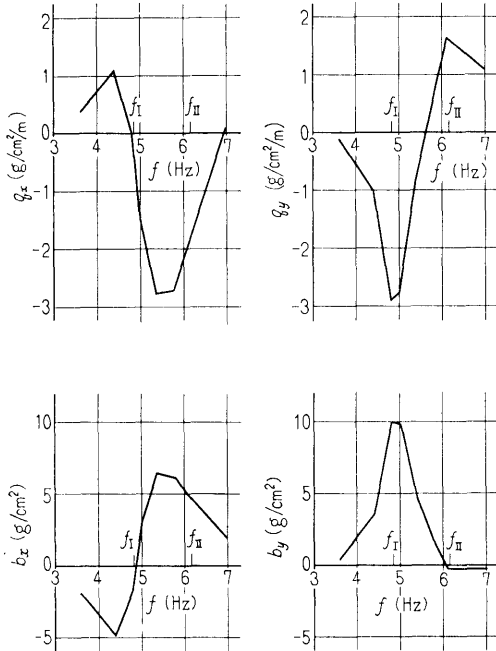 2
1
0
-1
-2
-3
3 4 5 6 7
f_I
f_II
f (Hz)
q_x (g/cm²/m)
2
1
0
-1
-2
-3
3 4 5 6 7
f_I
f_II
f (Hz)
q_y (g/cm²/m)
10
5
0
-5
3 4 5 6 7
f_I
f_II
f (Hz)
b_x (g/cm²)
10
5
0
-5
3 4 5 6 7
f_I
f_II
f (Hz)
b_y (g/cm²)